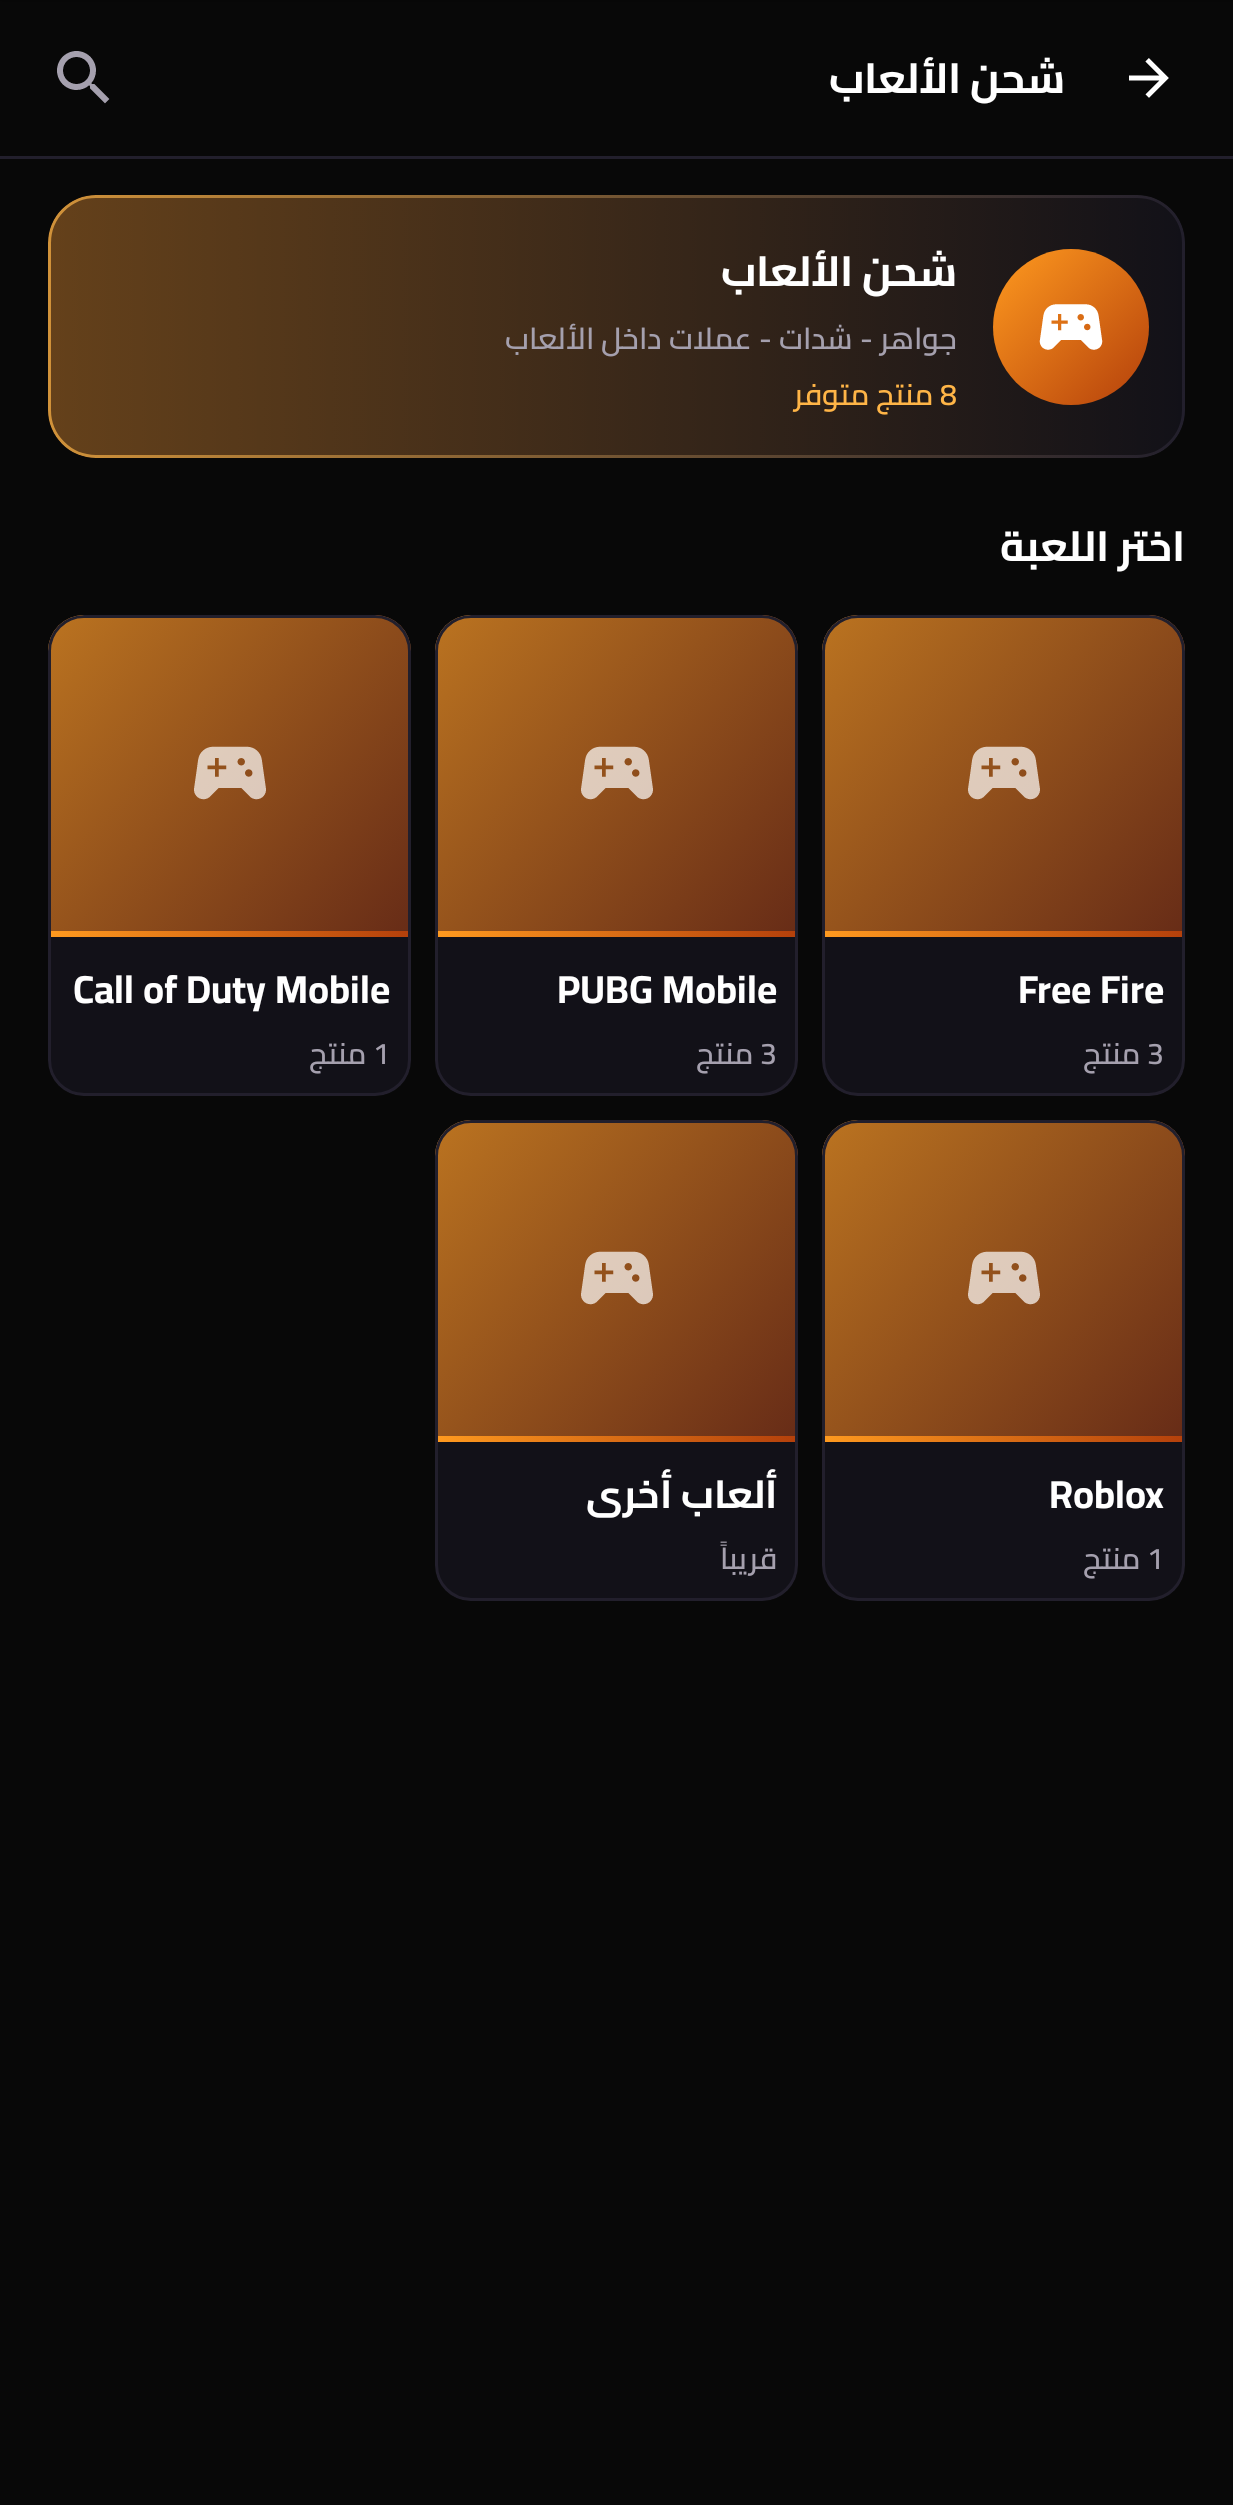 شحن الألعاب
شحن الألعاب
جواهر - شدات - عملات داخل الألعاب
8 منتج متوفر
اختر اللعبة
Free Fire
3 منتج
PUBG Mobile
3 منتج
Call of Duty Mobile
1 منتج
Roblox
1 منتج
ألعاب أخرى
قريباً